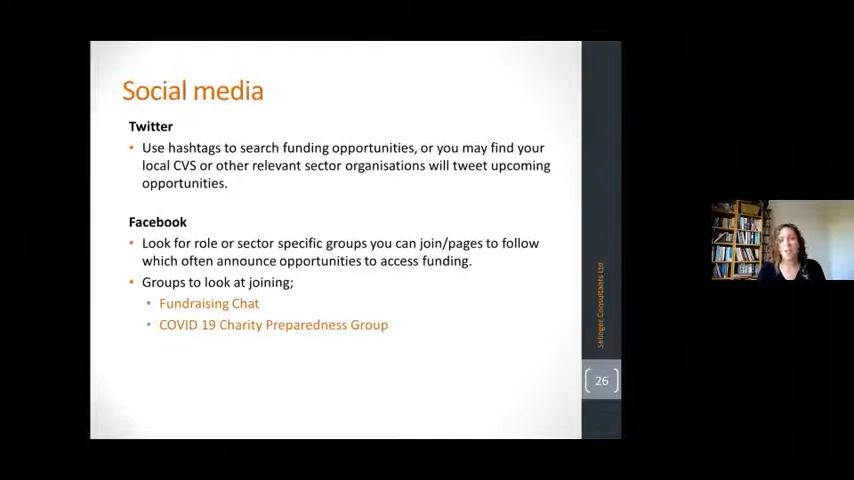 Social media
Twitter
• Use hashtags to search funding opportunities, or you may find your
local CVS or other relevant sector organisations will tweet upcoming
opportunities.
Facebook
• Look for role or sector specific groups you can join/pages to follow
which often announce opportunities to access funding.
• Groups to look at joining;
▪ Fundraising Chat
▪ COVID 19 Charity Preparedness Group
Salinger Consultants Ltd
26